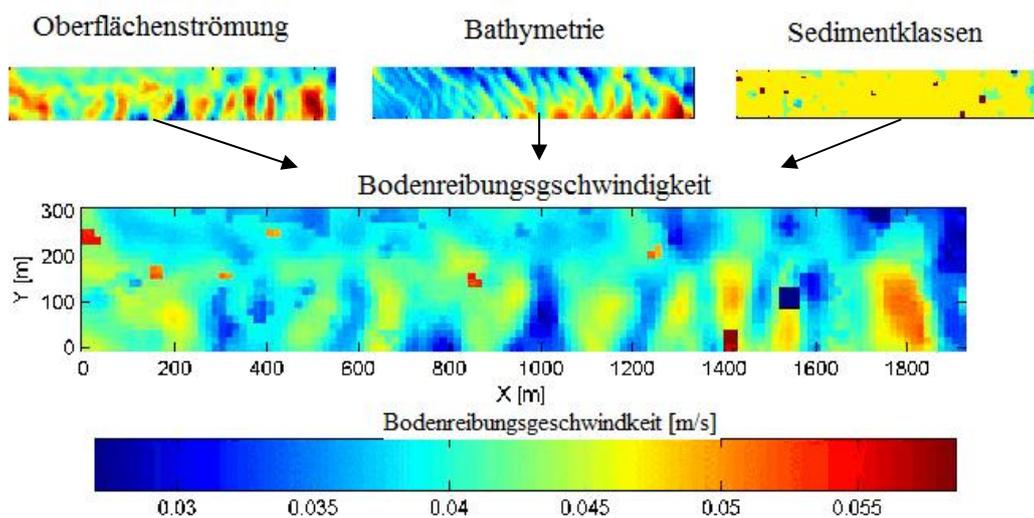 Oberflächenströmung
Bathymetrie
Sedimentklassen
Bodenreibungsgschwindigkeit
300
200
100
0
Y [m]
0 200 400 600 800 1000 1200 1400 1600 1800
X [m]
Bodenreibungsgeschwindkeit [m/s]
0.03 0.035 0.04 0.045 0.05 0.055